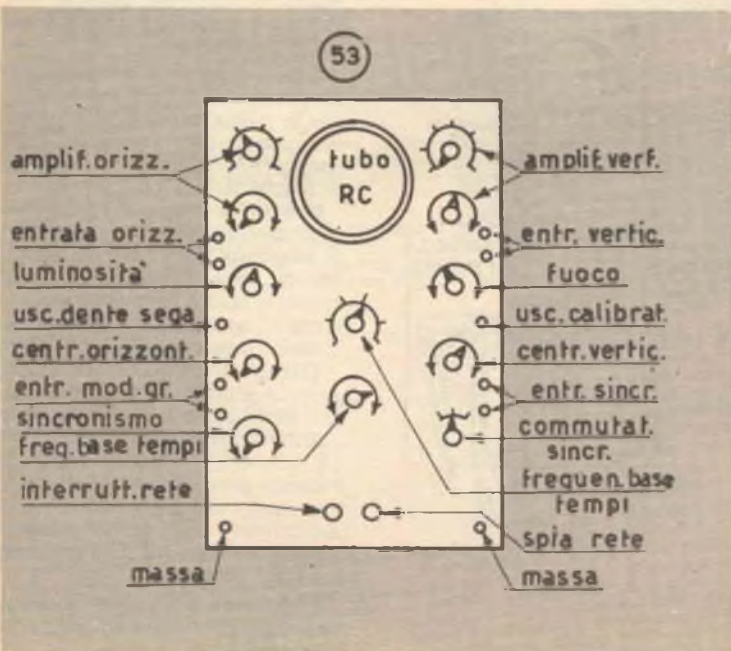 53
tubo
RC
amplif.orizz.
entrata orizz.
luminosità
usc.dente sega
centr.orizzont.
entr. mod.gr.
sincronismo
freq.base tempi
interrutt.rete
massa
amplif.vert.
entr. vertic.
fuoco
usc.calibrat.
centr.vertic.
entr. sincr.
commutat.
sincr.
frequen.base
tempi
spia rete
massa